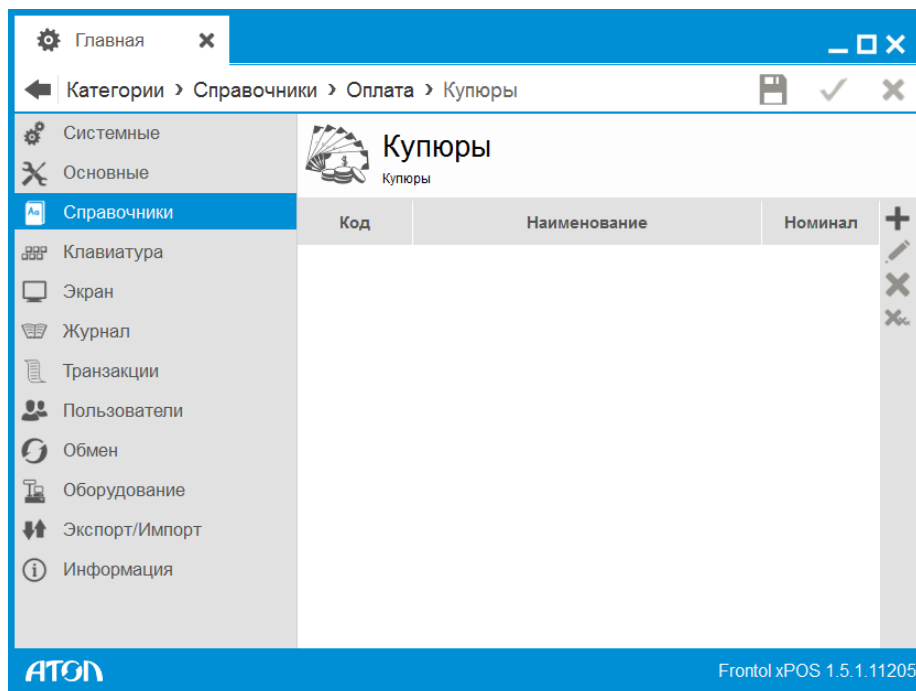 Главная
Категории › Справочники › Оплата › Купюры
Системные
Основные
Справочники
Клавиатура
Экран
Журнал
Транзакции
Пользователи
Обмен
Оборудование
Экспорт/Импорт
Информация
Купюры
Купюры
Код Наименование Номинал
ATOL Frontol xPOS 1.5.1.11205